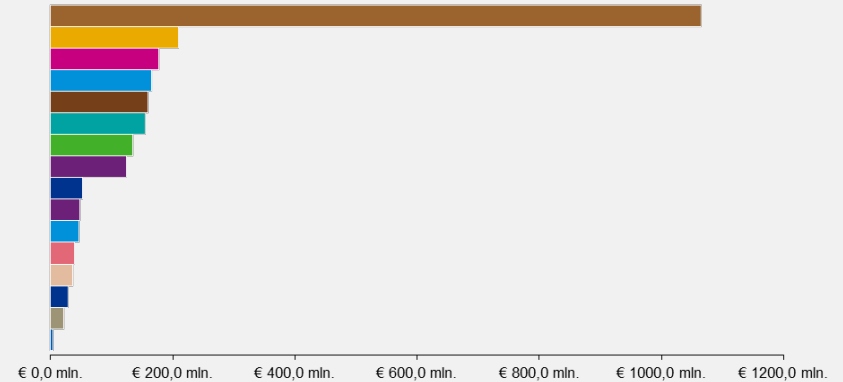 € 0,0 mln. € 200,0 mln. € 400,0 mln. € 600,0 mln. € 800,0 mln. € 1000,0 mln. € 1200,0 mln.